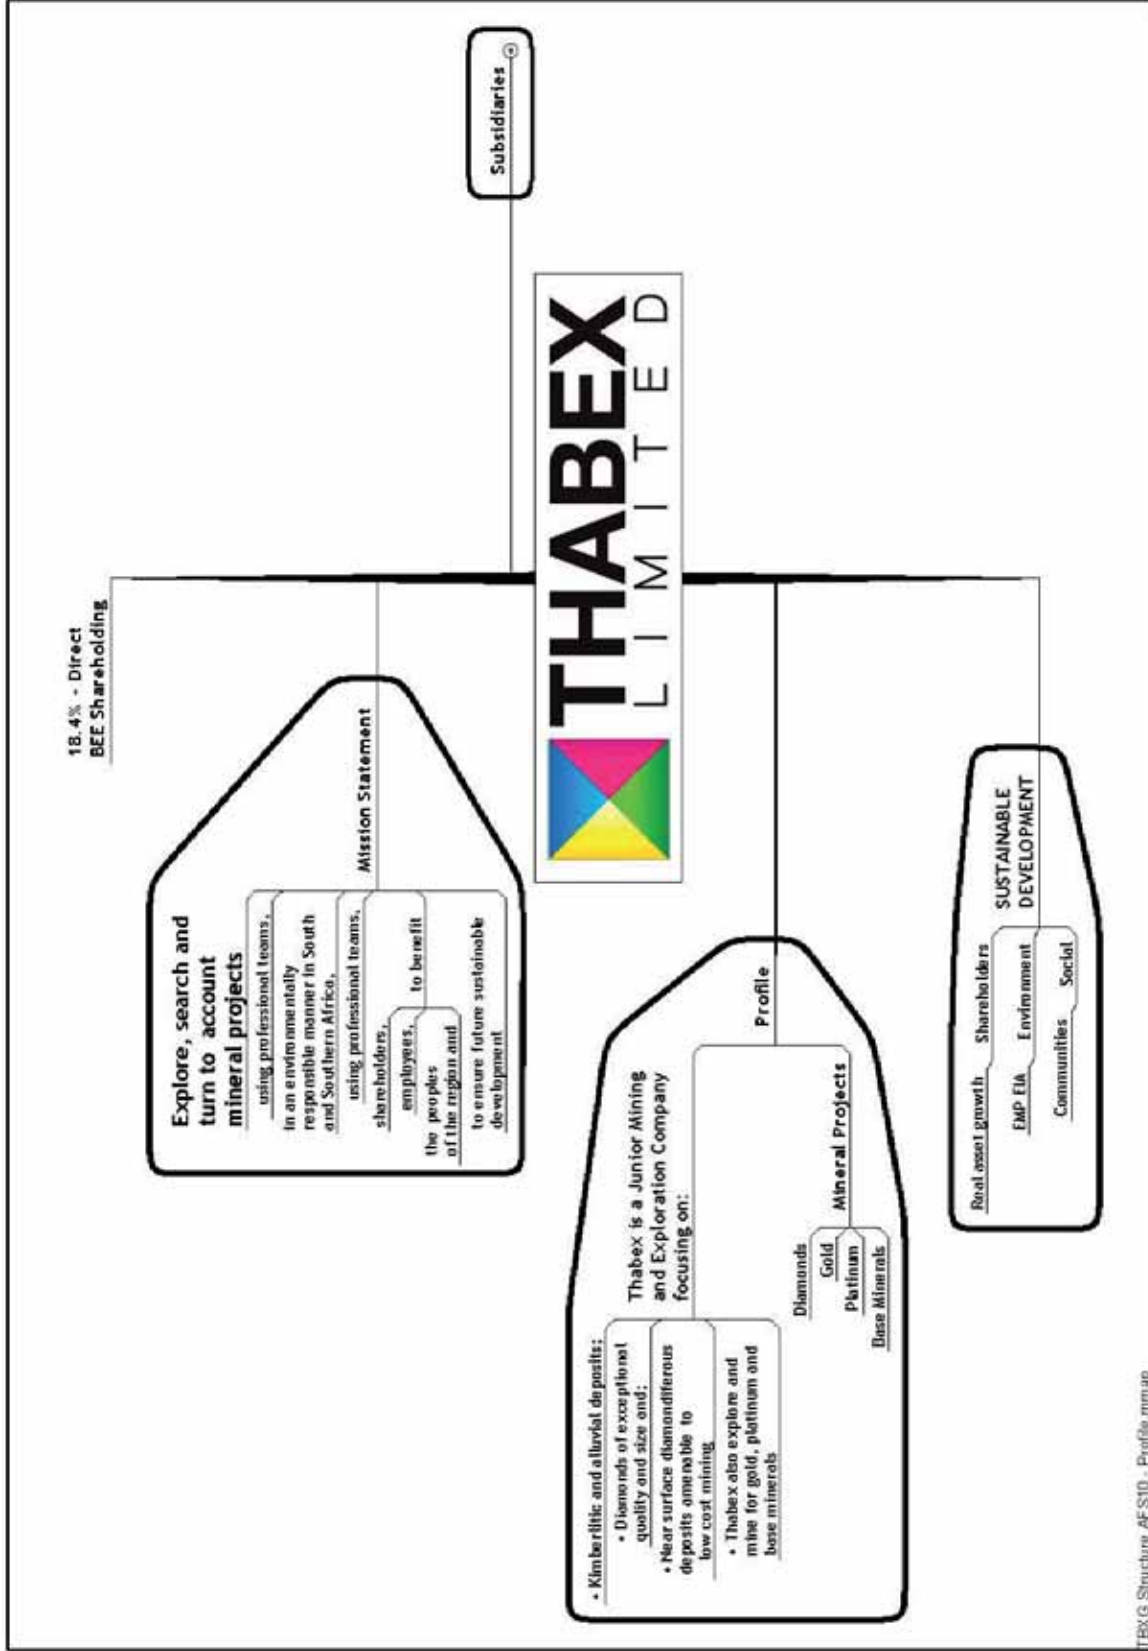 18.4% - Direct
BEE Shareholding
Mission Statement
Explore, search and
turn to account
mineral projects
using professional teams,
in an environmentally
responsible manner in South
and Southern Africa,
using professional teams,
to benefit
shareholders,
employees,
the peoples
of the region and
to ensure future sustainable
development
Subsidiaries
THABEX
LIMITED
Profile
Thabex is a Junior Mining
and Exploration Company
focusing on:
• Kimberlitic and alluvial deposits;
• Diamonds of exceptional
quality and size and;
• Near surface diamondiferous
deposits amenable to
low cost mining
• Thabex also explore and
mine for gold, platinum and
base minerals
Mineral Projects
Diamonds
Gold
Platinum
Base Minerals
SUSTAINABLE
DEVELOPMENT
Shareholders
Real asset growth
Environment
EMP EIA
Social
Communities
TBXG Structure AFS10 - Profile.mmap